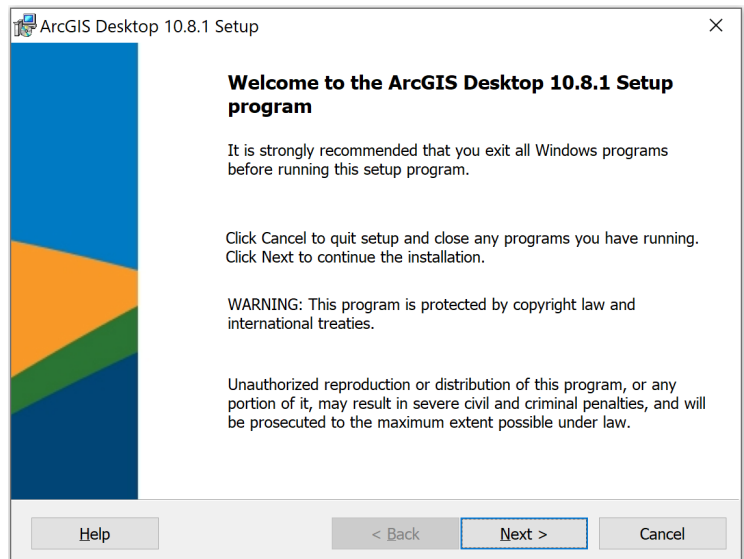 ArcGIS Desktop 10.8.1 Setup
Welcome to the ArcGIS Desktop 10.8.1 Setup
program
It is strongly recommended that you exit all Windows programs
before running this setup program.
Click Cancel to quit setup and close any programs you have running.
Click Next to continue the installation.
WARNING: This program is protected by copyright law and
international treaties.
Unauthorized reproduction or distribution of this program, or any
portion of it, may result in severe civil and criminal penalties, and will
be prosecuted to the maximum extent possible under law.
Help < Back Next > Cancel